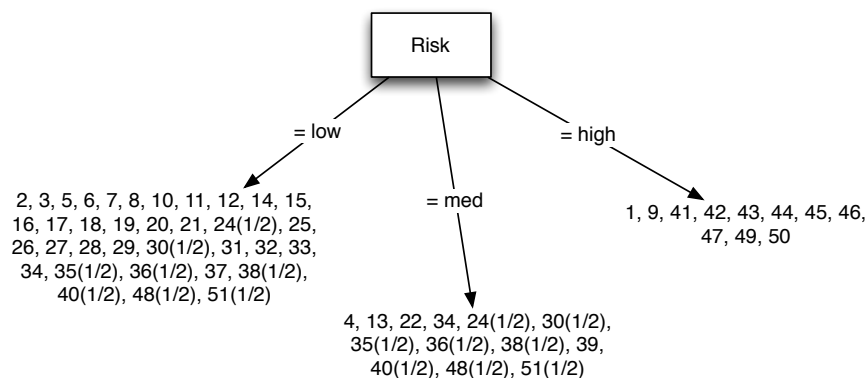 Risk
= low
= med
= high
2, 3, 5, 6, 7, 8, 10, 11, 12, 14, 15,
16, 17, 18, 19, 20, 21, 24(1/2), 25,
26, 27, 28, 29, 30(1/2), 31, 32, 33,
34, 35(1/2), 36(1/2), 37, 38(1/2),
40(1/2), 48(1/2), 51(1/2)
4, 13, 22, 34, 24(1/2), 30(1/2),
35(1/2), 36(1/2), 38(1/2), 39,
40(1/2), 48(1/2), 51(1/2)
1, 9, 41, 42, 43, 44, 45, 46,
47, 49, 50